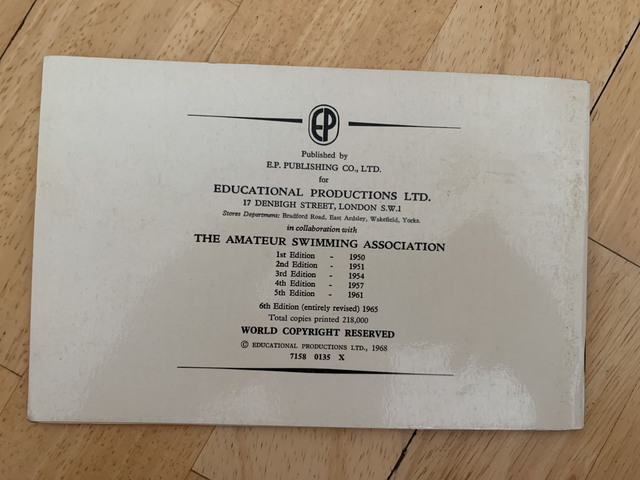 EP
Published by
E.P. PUBLISHING CO., LTD.
for
EDUCATIONAL PRODUCTIONS LTD.
17 DENBIGH STREET, LONDON S.W.1
Stores Department: Bradford Road, East Ardsley, Wakefield, Yorks.
in collaboration with
THE AMATEUR SWIMMING ASSOCIATION
1st Edition - 1950
2nd Edition - 1951
3rd Edition - 1954
4th Edition - 1957
5th Edition - 1961
6th Edition (entirely revised) 1965
Total copies printed 218,000
WORLD COPYRIGHT RESERVED
© EDUCATIONAL PRODUCTIONS LTD., 1968
7158 0135 X